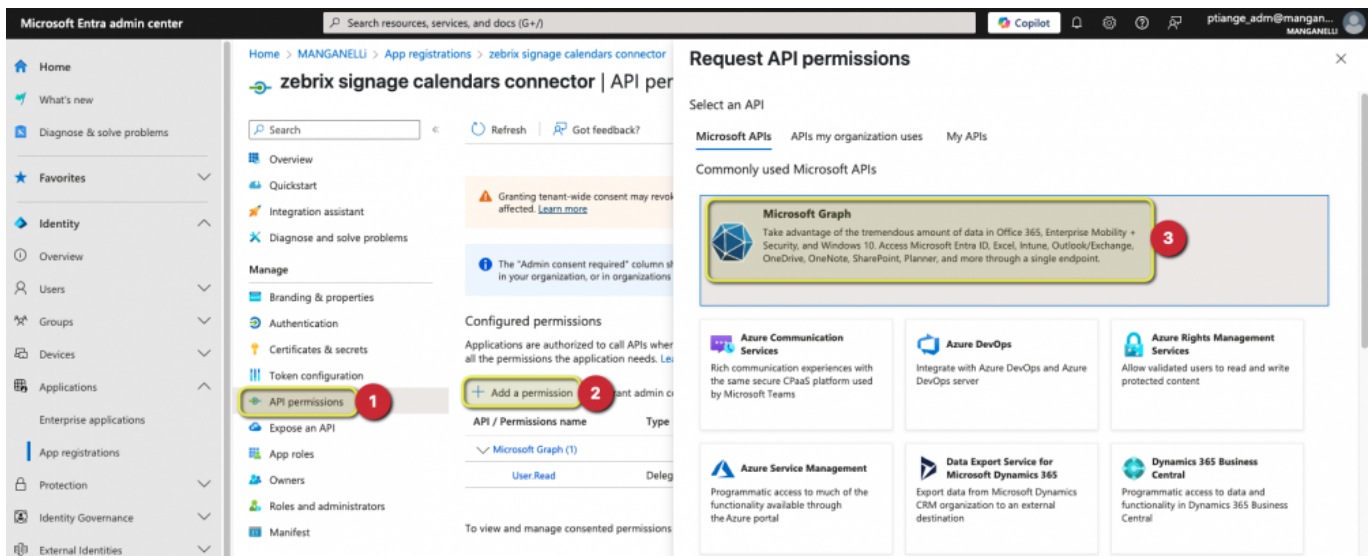 Microsoft Entra admin center
Search resources, services, and docs (G+/)
Copilot
ptiange_adm@mangan...
MANGANELLI
Home
What's new
Diagnose & solve problems
Favorites
Identity
Overview
Users
Groups
Devices
Applications
Enterprise applications
App registrations
Protection
Identity Governance
External Identities
Home > MANGANELLi > App registrations > zebrix signage calendars connector
zebrix signage calendars connector | API per
Search
Refresh
Got feedback?
Overview
Quickstart
Integration assistant
Diagnose and solve problems
Manage
Branding & properties
Authentication
Certificates & secrets
Token configuration
API permissions
1
Expose an API
App roles
Owners
Roles and administrators
Manifest
Granting tenant-wide consent may revok
affected. Learn more
The "Admin consent required" column sh
in your organization, or in organizations
Configured permissions
Applications are authorized to call APIs wher
all the permissions the application needs. Lea
Add a permission
2
ant admin co
API / Permissions name
Type
Microsoft Graph (1)
User.Read
Deleg
To view and manage consented permissions
Request API permissions
Select an API
Microsoft APIs
APIs my organization uses
My APIs
Commonly used Microsoft APIs
Microsoft Graph
Take advantage of the tremendous amount of data in Office 365, Enterprise Mobility +
Security, and Windows 10. Access Microsoft Entra ID, Excel, Intune, Outlook/Exchange,
OneDrive, OneNote, SharePoint, Planner, and more through a single endpoint.
3
Azure Communication
Services
Rich communication experiences with
the same secure CPaaS platform used
by Microsoft Teams
Azure DevOps
Integrate with Azure DevOps and Azure
DevOps server
Azure Rights Management
Services
Allow validated users to read and write
protected content
Azure Service Management
Programmatic access to much of the
functionality available through
the Azure portal
Data Export Service for
Microsoft Dynamics 365
Export data from Microsoft Dynamics
CRM organization to an external
destination
Dynamics 365 Business
Central
Programmatic access to data and
functionality in Dynamics 365 Business
Central